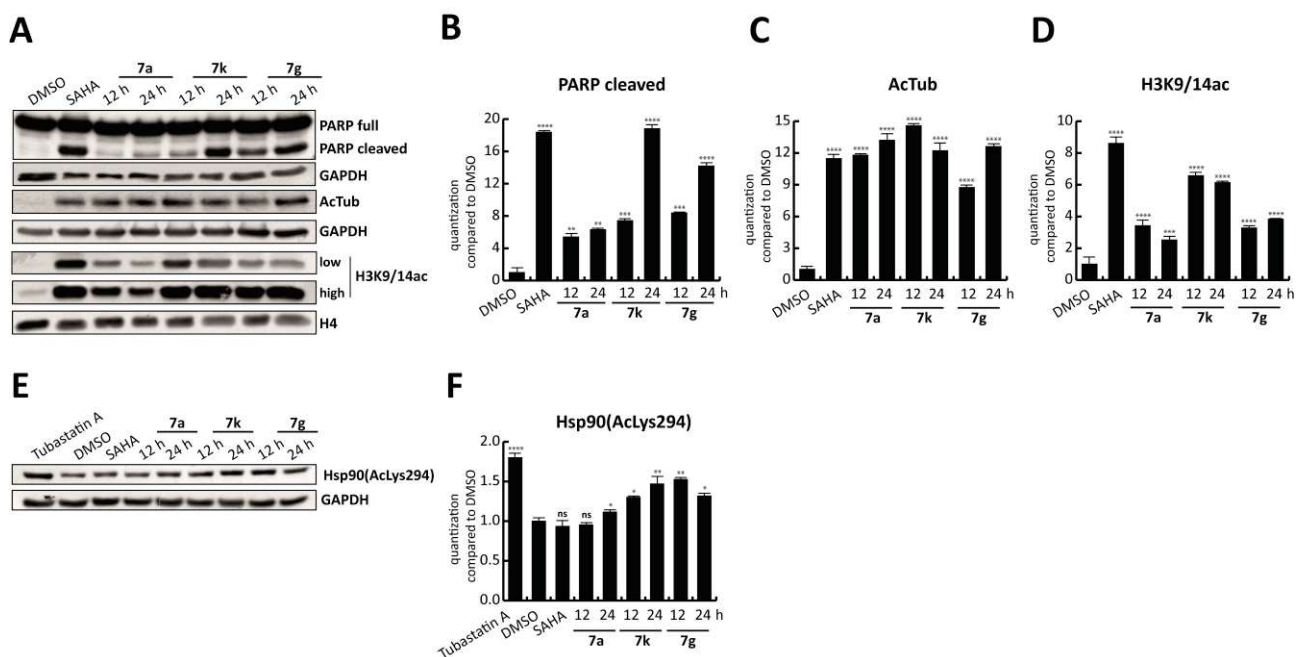 A
7a 7k 7g
DMSO SAHA 12 h 24 h 12 h 24 h 12 h 24 h
PARP full
PARP cleaved
GAPDH
AcTub
GAPDH
low
H3K9/14ac
high
H4
B
PARP cleaved
quantization
compared to DMSO
20
16
12
8
4
0
**** ** ** *** **** *** ****
DMSO SAHA 12 24 12 24 12 24 h
7a 7k 7g
C
AcTub
quantization
compared to DMSO
15
12
9
6
3
0
**** **** **** **** **** **** ****
DMSO SAHA 12 24 12 24 12 24 h
7a 7k 7g
D
H3K9/14ac
quantization
compared to DMSO
10
8
6
4
2
0
**** **** *** **** **** **** ****
DMSO SAHA 12 24 12 24 12 24 h
7a 7k 7g
E
7a 7k 7g
Tubastatin A DMSO SAHA 12 h 24 h 12 h 24 h 12 h 24 h
Hsp90(AcLys294)
GAPDH
F
Hsp90(AcLys294)
quantization
compared to DMSO
2.0
1.5
1.0
0.5
0.0
**** ns ns * * ** ** *
Tubastatin A DMSO SAHA 12 24 12 24 12 24 h
7a 7k 7g